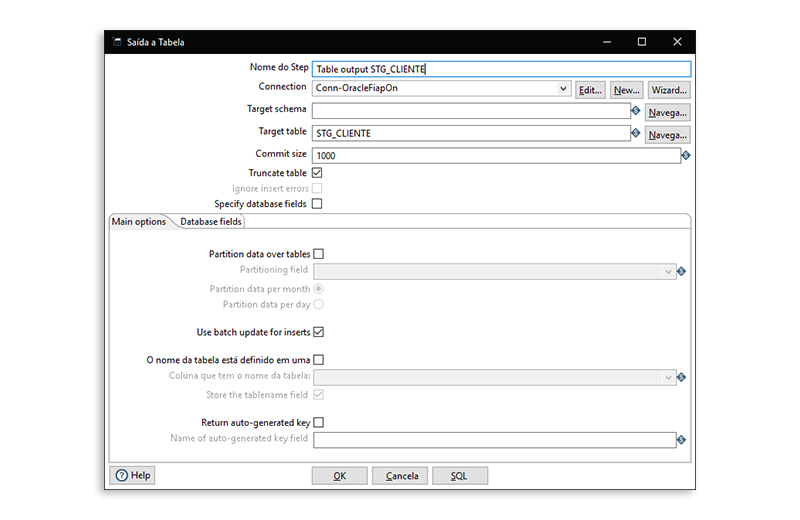 Saída a Tabela
Nome do Step Table output STG_CLIENTE
Connection Conn-OracleFiapOn Edit... New... Wizard...
Target schema Navega...
Target table STG_CLIENTE Navega...
Commit size 1000
Truncate table
Ignore insert errors
Specify database fields
Main options Database fields
Partition data over tables
Partitioning field
Partition data per month
Partition data per day
Use batch update for inserts
O nome da tabela está definido em uma
Coluna que tem o nome da tabela:
Store the tablename field
Return auto-generated key
Name of auto-generated key field
Help OK Cancela SQL